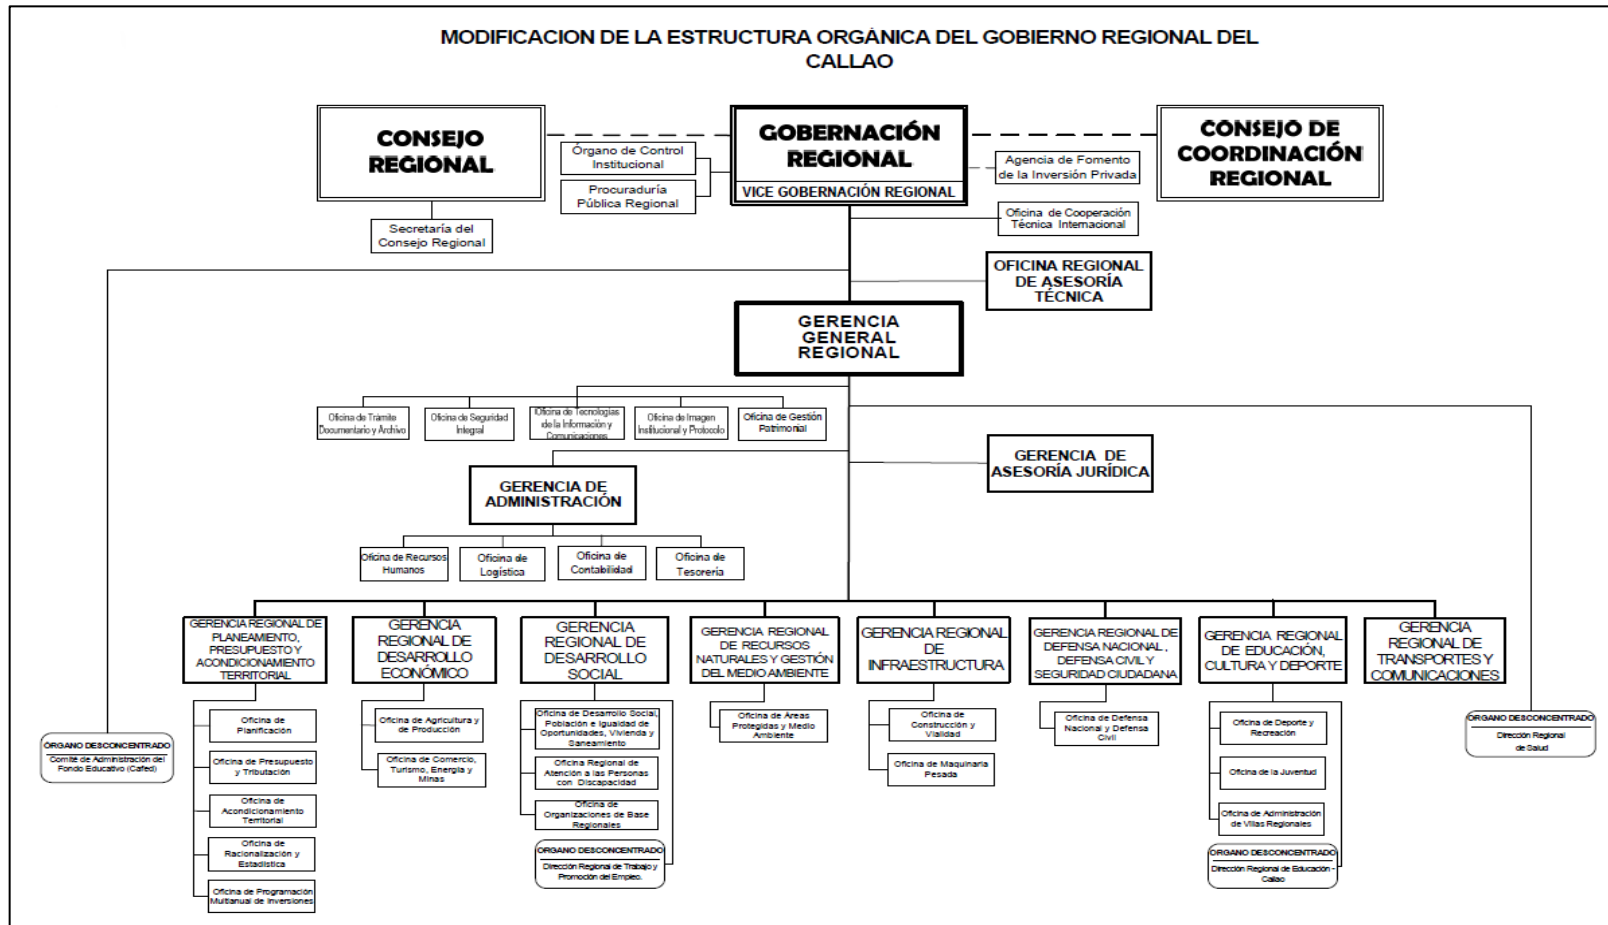 MODIFICACION DE LA ESTRUCTURA ORGÁNICA DEL GOBIERNO REGIONAL DEL
CALLAO
CONSEJO
REGIONAL
Órgano de Control
Institucional
Procuraduría
Pública Regional
GOBERNACIÓN
REGIONAL
VICE GOBERNACIÓN REGIONAL
Agencia de Fomento
de la Inversión Privada
CONSEJO DE
COORDINACIÓN
REGIONAL
Secretaría del
Consejo Regional
Oficina de Cooperación
Técnica Internacional
OFICINA REGIONAL
DE ASESORÍA
TÉCNICA
GERENCIA
GENERAL
REGIONAL
Oficina de Trámite
Documentario y Archivo
Oficina de Seguridad
Integral
Oficina de Tecnologías
de la Información y
Comunicaciones
Oficina de Imagen
Institucional y Protocolo
Oficina de Gestión
Patrimonial
GERENCIA DE
ASESORÍA JURÍDICA
GERENCIA DE
ADMINISTRACIÓN
Oficina de Recursos
Humanos
Oficina de
Logística
Oficina de
Contabilidad
Oficina de
Tesorería
GERENCIA REGIONAL DE
PLANEAMIENTO,
PRESUPUESTO Y
ACONDICIONAMIENTO
TERRITORIAL
GERENCIA
REGIONAL DE
DESARROLLO
ECONÓMICO
GERENCIA
REGIONAL DE
DESARROLLO
SOCIAL
GERENCIA REGIONAL
DE RECURSOS
NATURALES Y GESTIÓN
DEL MEDIO AMBIENTE
GERENCIA REGIONAL
DE
INFRAESTRUCTURA
GERENCIA REGIONAL DE
DEFENSA NACIONAL,
DEFENSA CIVIL Y
SEGURIDAD CIUDADANA
GERENCIA REGIONAL
DE EDUCACIÓN,
CULTURA Y DEPORTE
GERENCIA
REGIONAL DE
TRANSPORTES Y
COMUNICACIONES
ÓRGANO DESCONCENTRADO
Comité de Administración del
Fondo Educativo (Cafed)
Oficina de
Planificación
Oficina de Presupuesto
y Tributación
Oficina de
Acondicionamiento
Territorial
Oficina de
Racionalización y
Estadística
Oficina de Programación
Multianual de Inversiones
Oficina de Agricultura y
de Producción
Oficina de Comercio,
Turismo, Energía y
Minas
Oficina de Desarrollo Social,
Población e Igualdad de
Oportunidades, Vivienda y
Saneamiento
Oficina Regional de
Atención a las Personas
con Discapacidad
Oficina de
Organizaciones de Base
Regionales
ORGANO DESCONCENTRADO
Dirección Regional de Trabajo y
Promoción del Empleo.
Oficina de Áreas
Protegidas y Medio
Ambiente
Oficina de
Construcción y
Vialidad
Oficina de Maquinaria
Pesada
Oficina de Defensa
Nacional y Defensa
Civil
Oficina de Deporte y
Recreación
Oficina de la Juventud
Oficina de Administración
de Villas Regionales
ORGANO DESCONCENTRADO
Dirección Regional de Educación -
Callao
ÓRGANO DESCONCENTRADO
Dirección Regional
de Salud